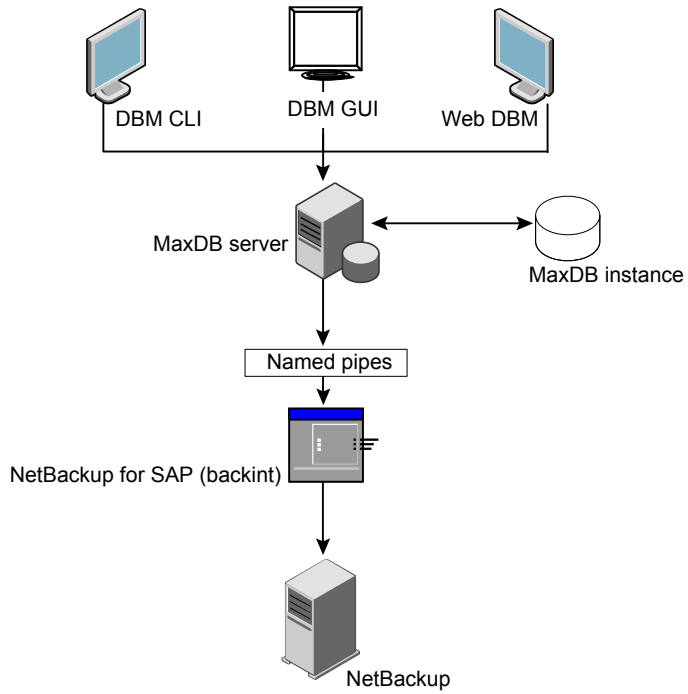 DBM CLI
DBM GUI
Web DBM
MaxDB server
MaxDB instance
Named pipes
NetBackup for SAP (backint)
NetBackup